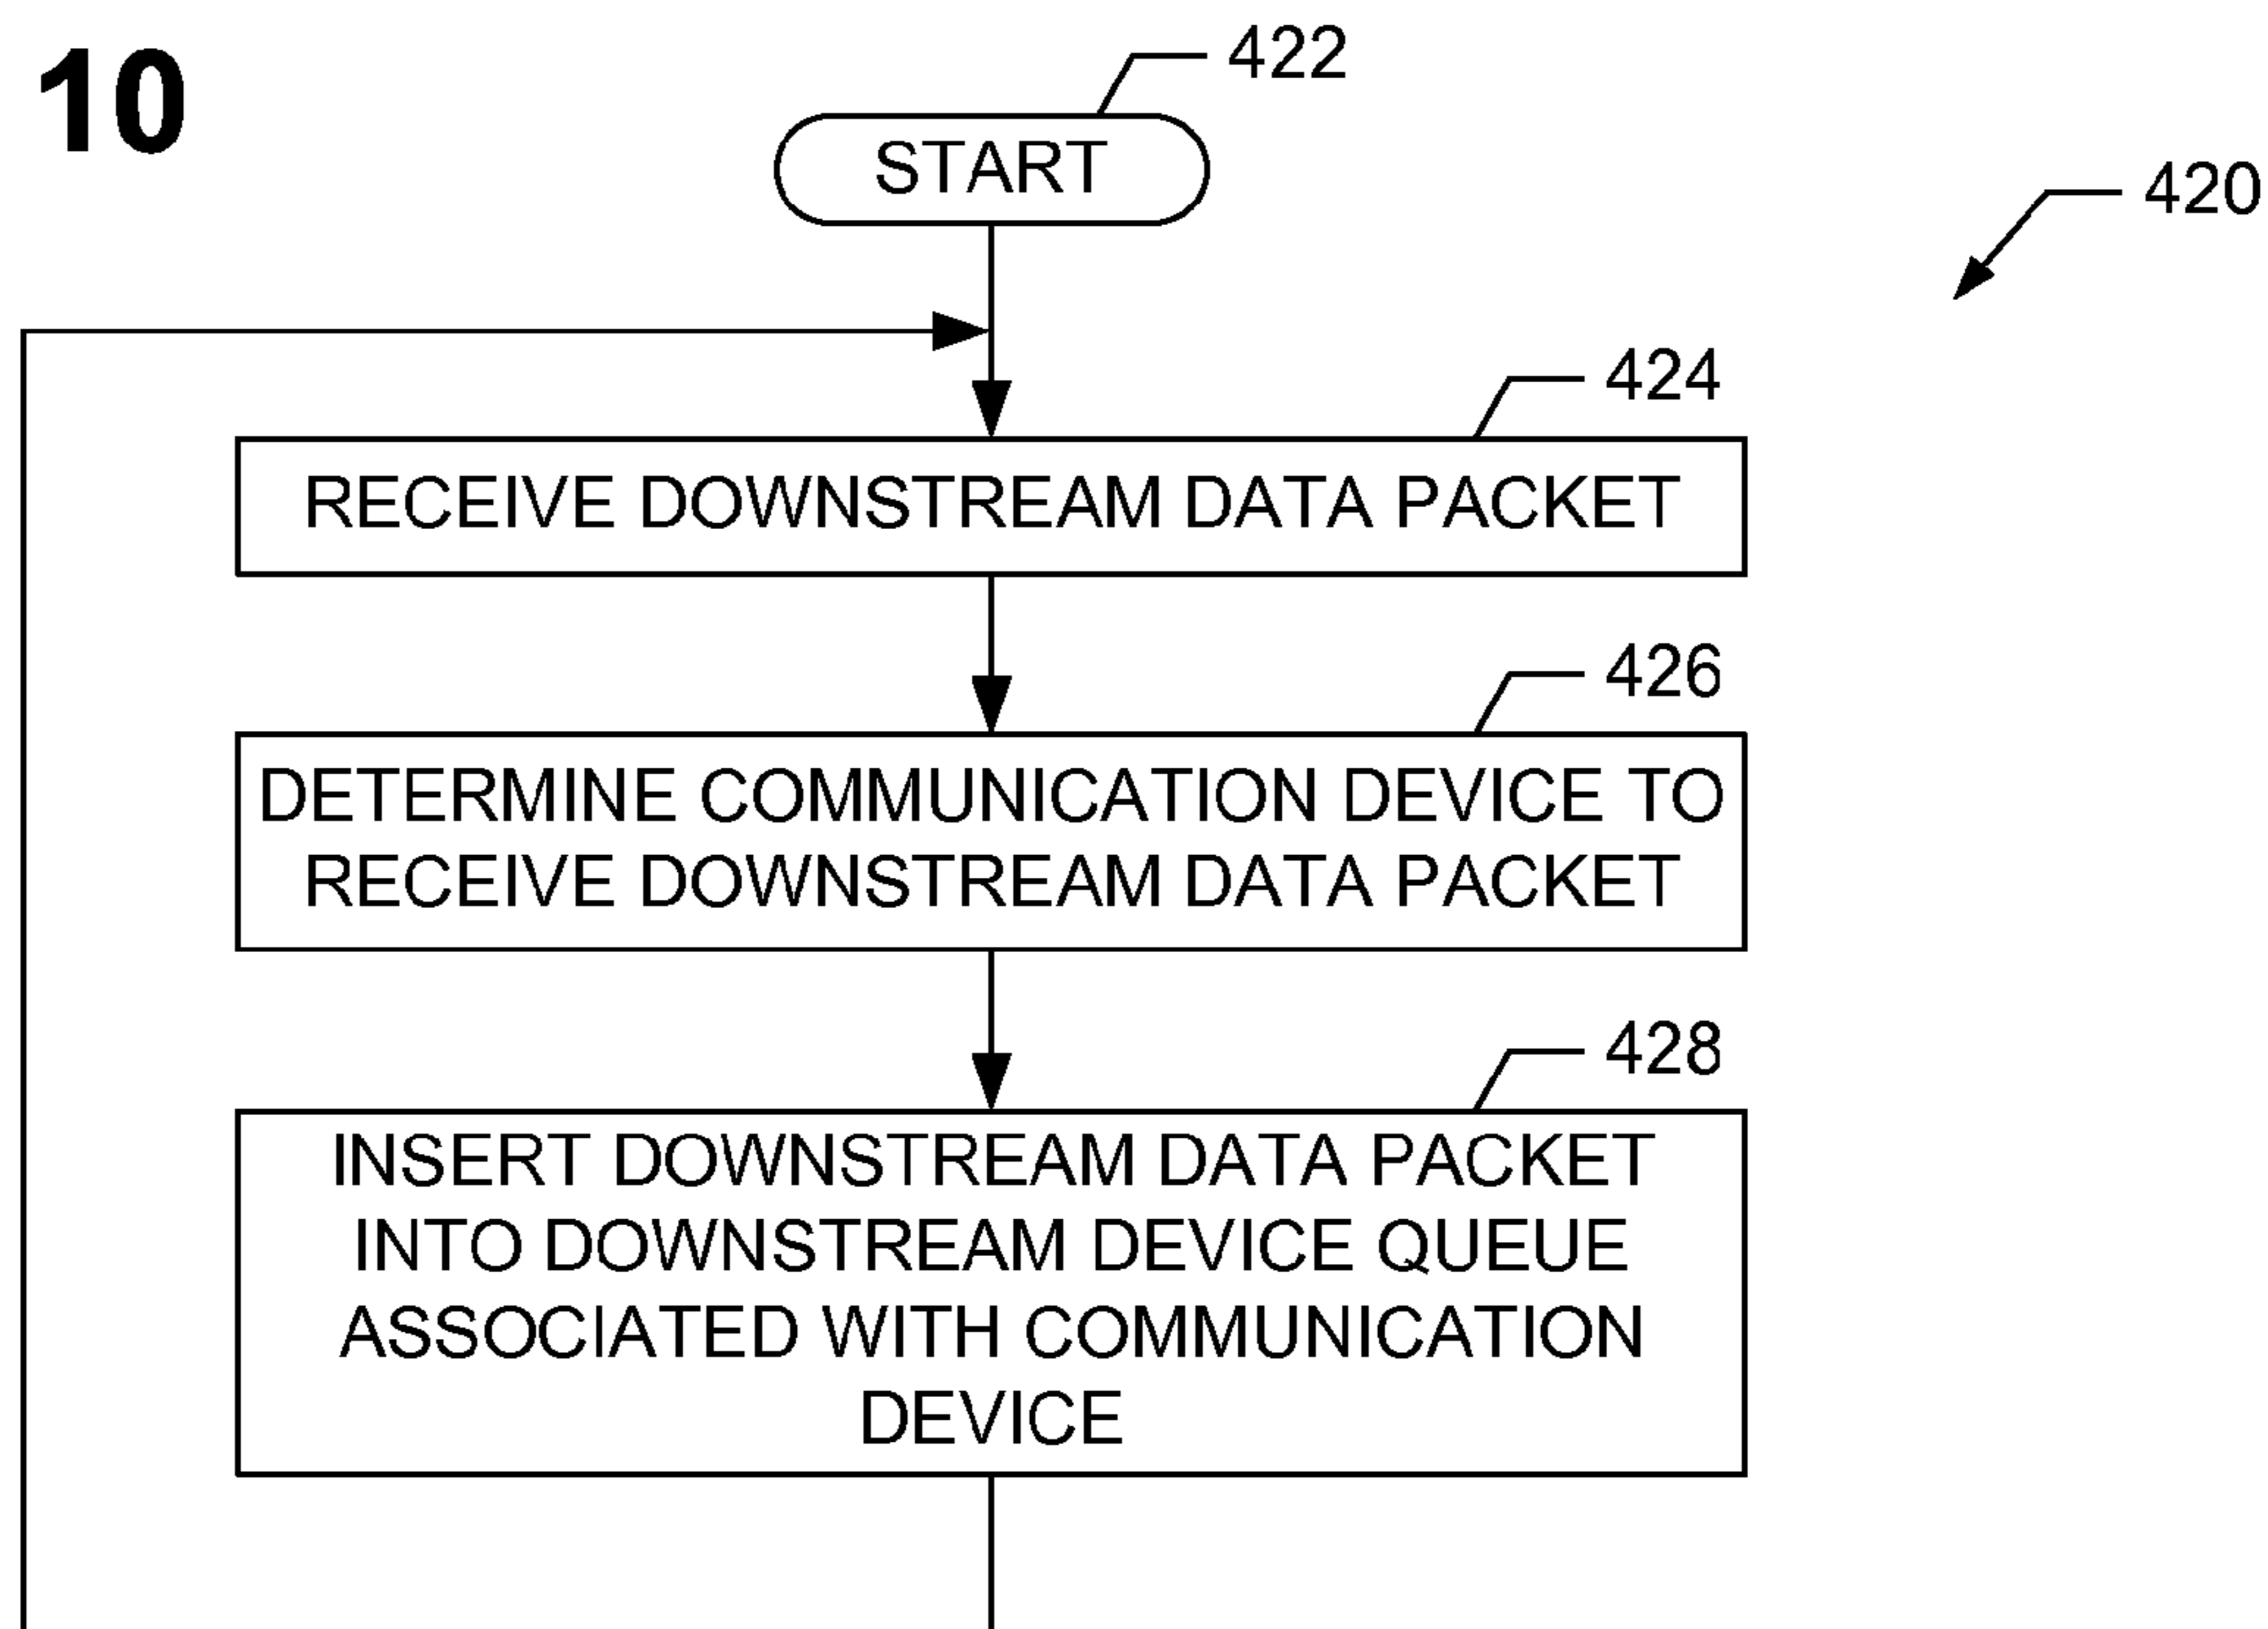 10
422
START
420
424
RECEIVE DOWNSTREAM DATA PACKET
426
DETERMINE COMMUNICATION DEVICE TO
RECEIVE DOWNSTREAM DATA PACKET
428
INSERT DOWNSTREAM DATA PACKET
INTO DOWNSTREAM DEVICE QUEUE
ASSOCIATED WITH COMMUNICATION
DEVICE